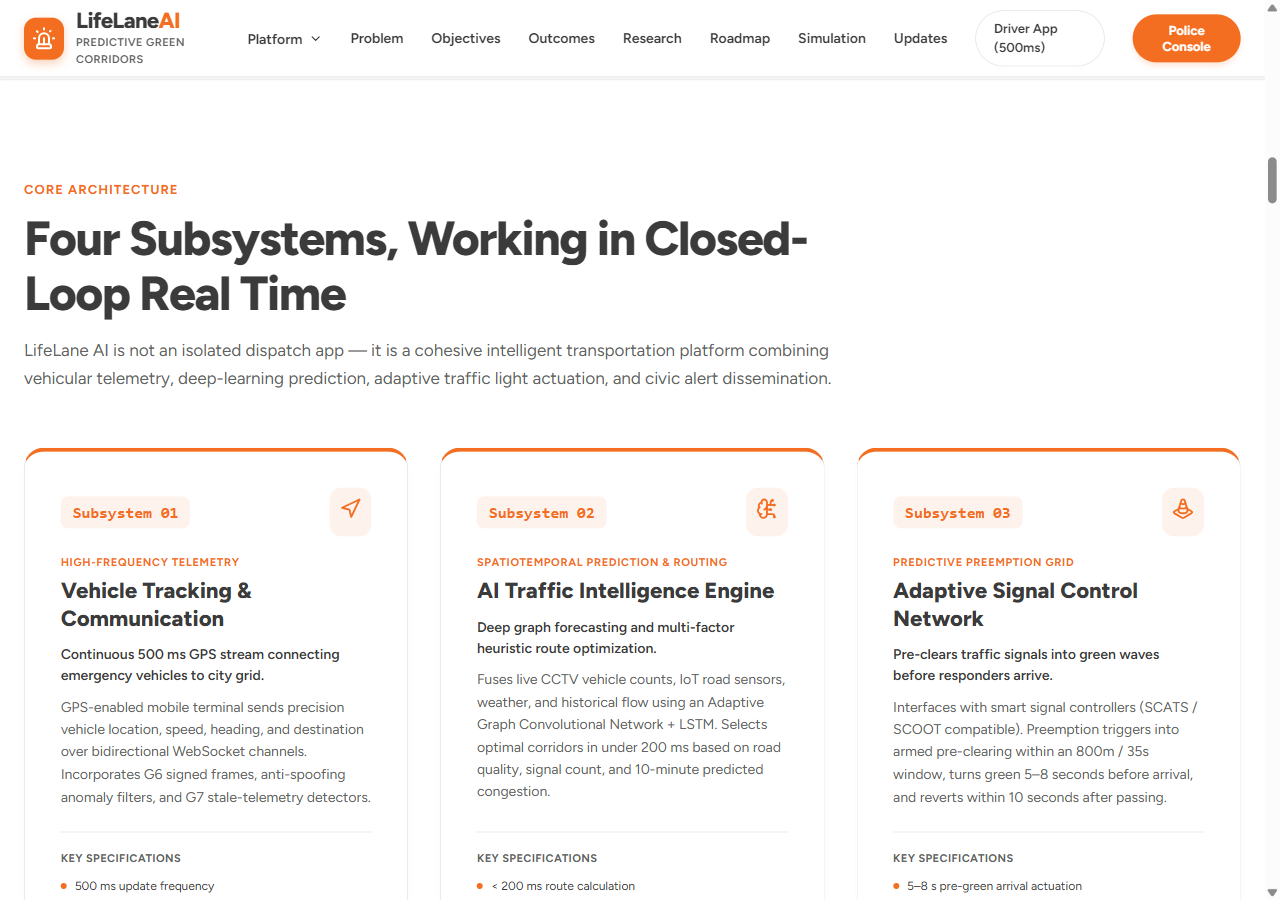 LifeLaneAI
PREDICTIVE GREEN
CORRIDORS
Platform
Problem
Objectives
Outcomes
Research
Roadmap
Simulation
Updates
Driver App
(500ms)
Police
Console
CORE ARCHITECTURE
Four Subsystems, Working in Closed-
Loop Real Time
LifeLane AI is not an isolated dispatch app — it is a cohesive intelligent transportation platform combining
vehicular telemetry, deep-learning prediction, adaptive traffic light actuation, and civic alert dissemination.
Subsystem 01
HIGH-FREQUENCY TELEMETRY
Vehicle Tracking &
Communication
Continuous 500 ms GPS stream connecting
emergency vehicles to city grid.
GPS-enabled mobile terminal sends precision
vehicle location, speed, heading, and destination
over bidirectional WebSocket channels.
Incorporates G6 signed frames, anti-spoofing
anomaly filters, and G7 stale-telemetry detectors.
KEY SPECIFICATIONS
500 ms update frequency
Subsystem 02
SPATIOTEMPORAL PREDICTION & ROUTING
AI Traffic Intelligence Engine
Deep graph forecasting and multi-factor
heuristic route optimization.
Fuses live CCTV vehicle counts, IoT road sensors,
weather, and historical flow using an Adaptive
Graph Convolutional Network + LSTM. Selects
optimal corridors in under 200 ms based on road
quality, signal count, and 10-minute predicted
congestion.
KEY SPECIFICATIONS
< 200 ms route calculation
Subsystem 03
PREDICTIVE PREEMPTION GRID
Adaptive Signal Control
Network
Pre-clears traffic signals into green waves
before responders arrive.
Interfaces with smart signal controllers (SCATS /
SCOOT compatible). Preemption triggers into
armed pre-clearing within an 800m / 35s
window, turns green 5–8 seconds before arrival,
and reverts within 10 seconds after passing.
KEY SPECIFICATIONS
5–8 s pre-green arrival actuation